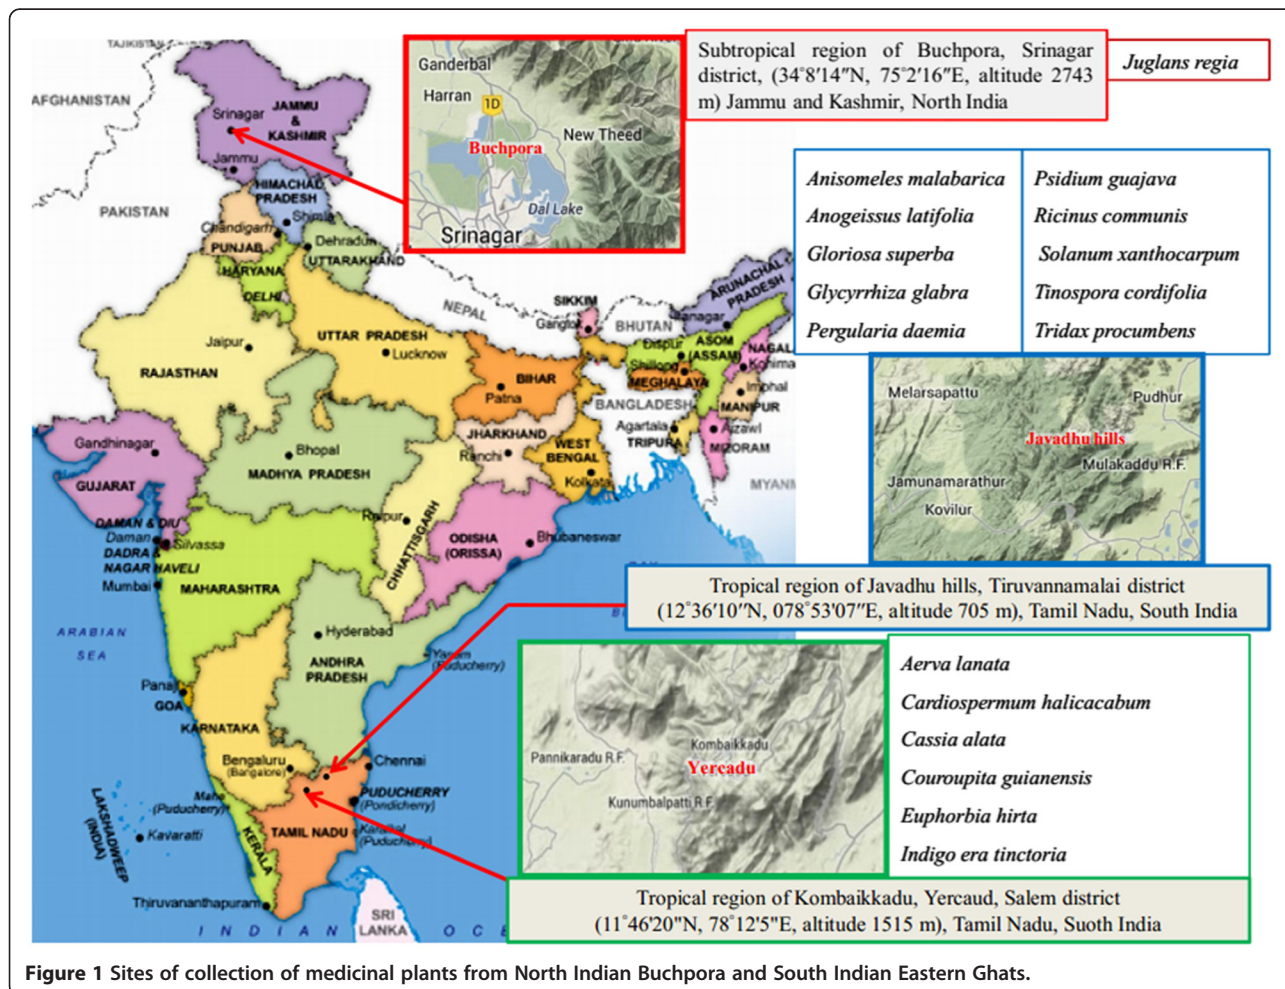 TAJIKISTAN
AFGHANISTAN
JAMMU
&
KASHMIR
Srinagar
Jammu
HIMACHAL
PRADESH
Shimla
PAKISTAN
Chandigarh
PUNJAB
Dehradun
UTTARAKHAND
HARYANA
DELHI
Ganderbal
Harran
1D
New Theed
Buchpora
Dal Lake
Srinagar
Subtropical region of Buchpora, Srinagar
district, (34°8′14″N, 75°2′16″E, altitude 2743
m) Jammu and Kashmir, North India
Juglans regia
Anisomeles malabarica
Anogeissus latifolia
Gloriosa superba
Glycyrrhiza glabra
Pergularia daemia
Psidium guajava
Ricinus communis
Solanum xanthocarpum
Tinospora cordifolia
Tridax procumbens
NEPAL
SIKKIM
Gangtok
BHUTAN
ARUNACHAL
PRADESH
Itanagar
Dispur
ASOM
(ASSAM)
NAGAL
Kohima
Shillong
MEGHALAYA
Imphal
MANIPUR
BANGLADESH
Agartala
TRIPURA
Aizawl
MIZORAM
MYANM
Jaipur
RAJASTHAN
UTTAR PRADESH
Lucknow
BIHAR
Patna
JHARKHAND
Ranchi
WEST
BENGAL
Kolkata
Gandhinagar
GUJARAT
Bhopal
MADHYA PRADESH
Raipur
CHHATTISGARH
ODISHA
(ORISSA)
Bhubaneswar
DAMAN & DIU
Daman
Silvassa
DADRA &
NAGAR HAVELI
Mumbai
MAHARASHTRA
Melarsapattu
Pudhur
Javadhu hills
Mulakaddu R.F.
Jamunamarathur
Kovilur
Tropical region of Javadhu hills, Tiruvannamalai district
(12°36′10″N, 078°53′07″E, altitude 705 m), Tamil Nadu, South India
ARABIAN
SEA
Hyderabad
ANDHRA
PRADESH
Yanam
(Puducherry)
Panaji
GOA
KARNATAKA
Bengaluru
(Bangalore)
Chennai
Mahe
(Puducherry)
PUDUCHERRY
(Pondicherry)
TAMIL NADU
Karaikal
(Puducherry)
LAKSHADWEEP
(INDIA)
Kavaratti
KERALA
Thiruvananthapuram
SRI
LANKA
INDIAN OCE
Kombaikkadu
Pannikaradu R.F.
Yercadu
Kunumbalpatti R.F.
Aerva lanata
Cardiospermum halicacabum
Cassia alata
Couroupita guianensis
Euphorbia hirta
Indigo era tinctoria
Tropical region of Kombaikkadu, Yercaud, Salem district
(11°46'20"N, 78°12'5"E, altitude 1515 m), Tamil Nadu, Suoth India
Figure 1 Sites of collection of medicinal plants from North Indian Buchpora and South Indian Eastern Ghats.